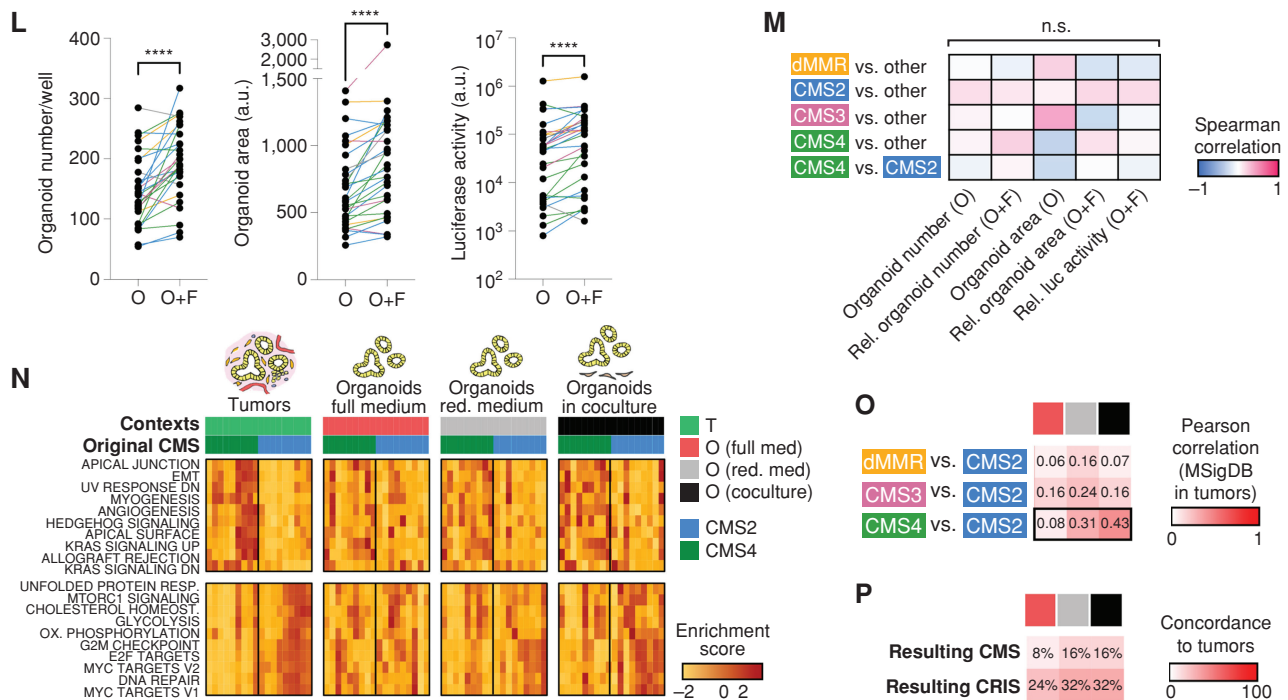 L
Organoid number/well
400
300
200
100
0
****
O
O+F
Organoid area (a.u.)
3,000
2,000
1,500
1,000
500
0
****
O
O+F
Luciferase activity (a.u.)
10^7
10^6
10^5
10^4
10^3
10^2
****
O
O+F
M
n.s.
dMMR vs. other
CMS2 vs. other
CMS3 vs. other
CMS4 vs. other
CMS4 vs. CMS2
Organoid number (O)
Rel. organoid number (O+F)
Organoid area (O)
Rel. organoid area (O+F)
Rel. luc activity (O+F)
Spearman
correlation
−1 1
N
Tumors
Organoids
full medium
Organoids
red. medium
Organoids
in coculture
Contexts
Original CMS
APICAL JUNCTION
EMT
UV RESPONSE DN
MYOGENESIS
ANGIOGENESIS
HEDGEHOG SIGNALING
APICAL SURFACE
KRAS SIGNALING UP
ALLOGRAFT REJECTION
KRAS SIGNALING DN
UNFOLDED PROTEIN RESP.
MTORC1 SIGNALING
CHOLESTEROL HOMEOST.
GLYCOLYSIS
OX. PHOSPHORYLATION
G2M CHECKPOINT
E2F TARGETS
MYC TARGETS V2
DNA REPAIR
MYC TARGETS V1
T
O (full med)
O (red. med)
O (coculture)
CMS2
CMS4
Enrichment
score
−2 0 2
O
dMMR vs. CMS2 0.06 0.16 0.07
CMS3 vs. CMS2 0.16 0.24 0.16
CMS4 vs. CMS2 0.08 0.31 0.43
Pearson
correlation
(MSigDB
in tumors)
0 1
P
Resulting CMS 8% 16% 16%
Resulting CRIS 24% 32% 32%
Concordance
to tumors
0 100